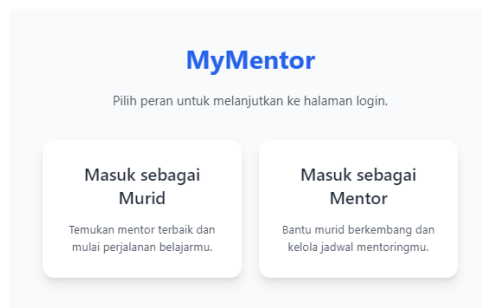 MyMentor
Pilih peran untuk melanjutkan ke halaman login.
Masuk sebagai
Murid
Temukan mentor terbaik dan
mulai perjalanan belajarmu.
Masuk sebagai
Mentor
Bantu murid berkembang dan
kelola jadwal mentoringmu.